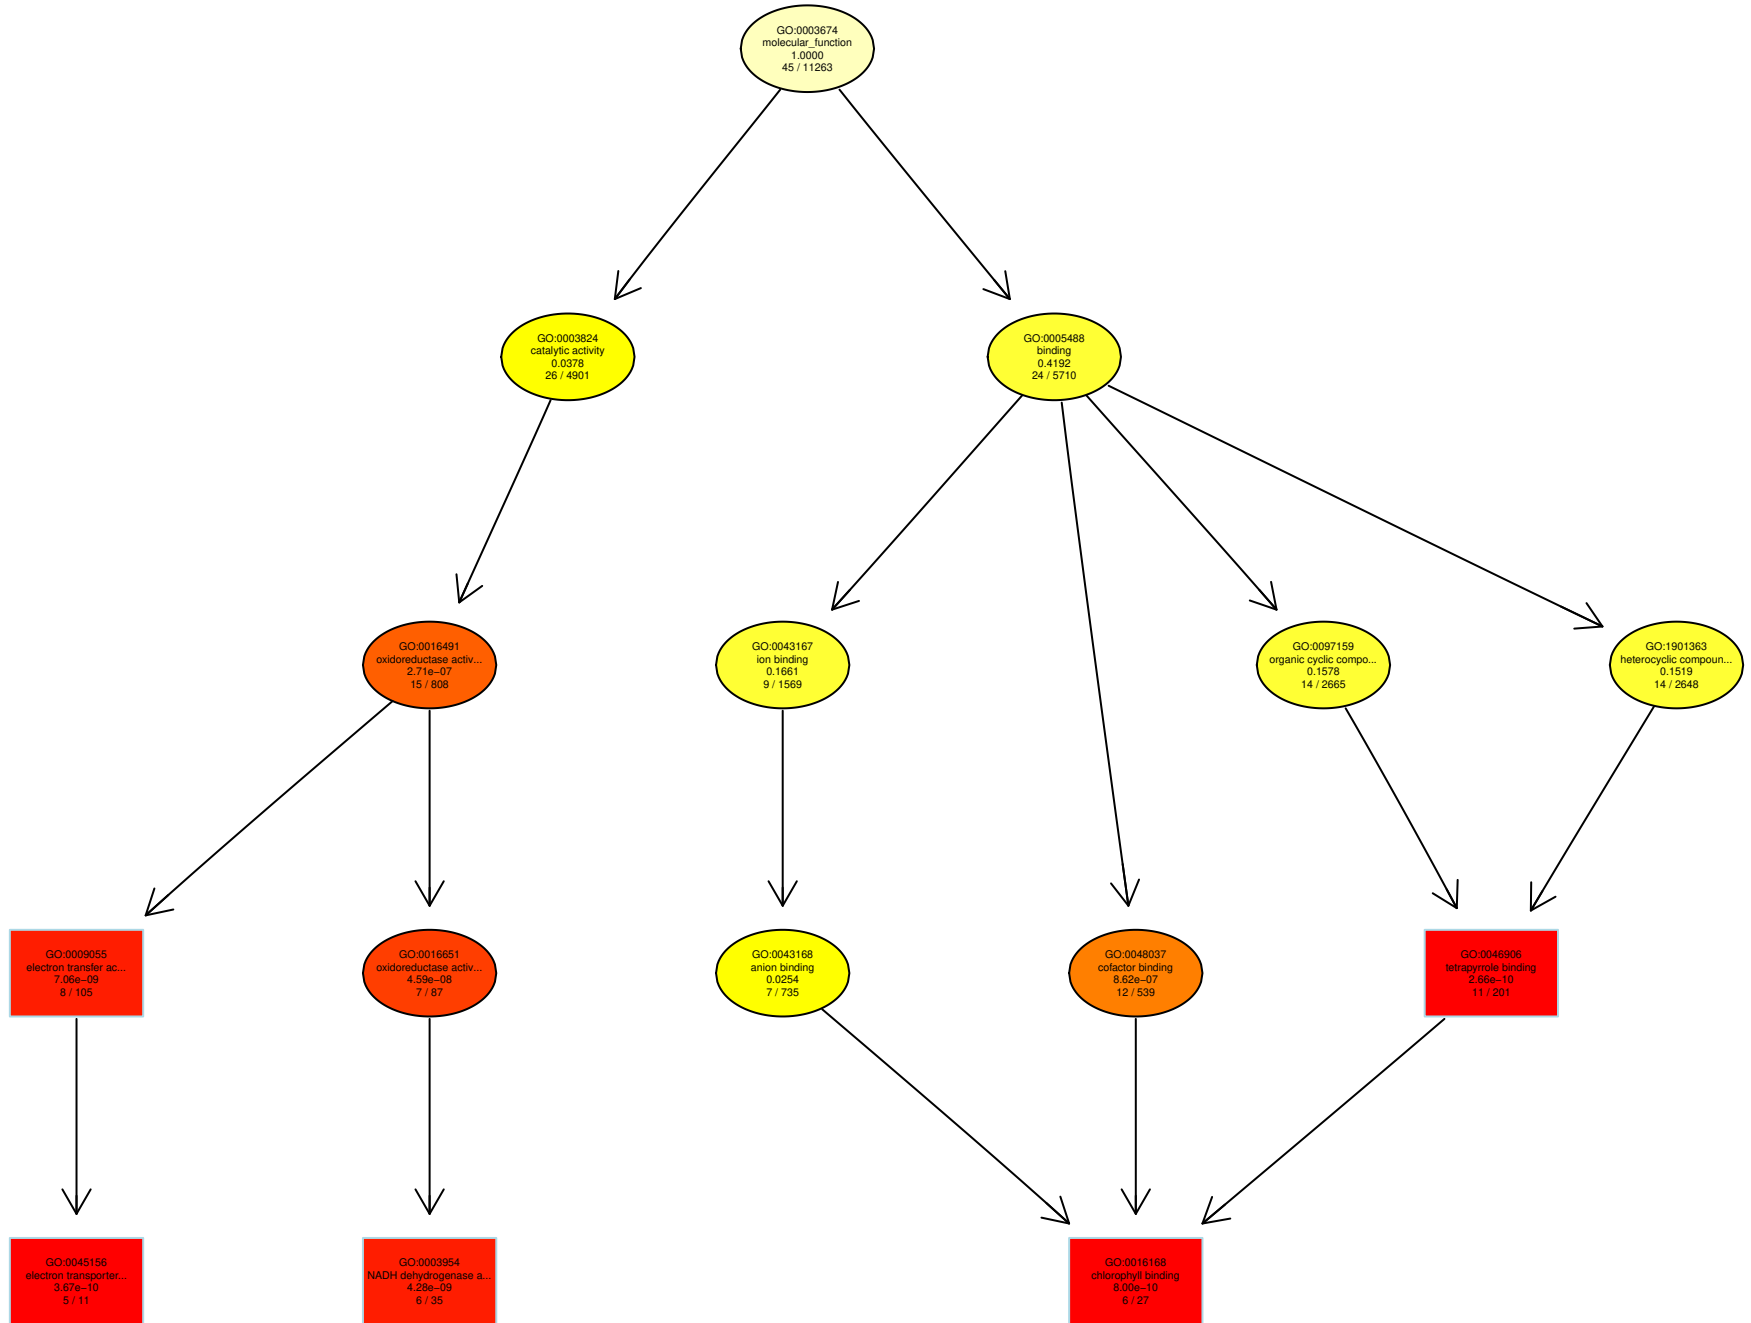 GO:0003674
molecular_function
1.0000
45 / 11263
GO:0003824
catalytic activity
0.0378
26 / 4901
GO:0005488
binding
0.4192
24 / 5710
GO:0016491
oxidoreductase activ...
2.71e−07
15 / 808
GO:0043167
ion binding
0.1661
9 / 1569
GO:0097159
organic cyclic compo...
0.1578
14 / 2665
GO:1901363
heterocyclic compoun...
0.1519
14 / 2648
GO:0009055
electron transfer ac...
7.06e−09
8 / 105
GO:0016651
oxidoreductase activ...
4.59e−08
7 / 87
GO:0043168
anion binding
0.0254
7 / 735
GO:0048037
cofactor binding
8.62e−07
12 / 539
GO:0046906
tetrapyrrole binding
2.66e−10
11 / 201
GO:0045156
electron transporter...
3.67e−10
5 / 11
GO:0003954
NADH dehydrogenase a...
4.28e−09
6 / 35
GO:0016168
chlorophyll binding
8.00e−10
6 / 27